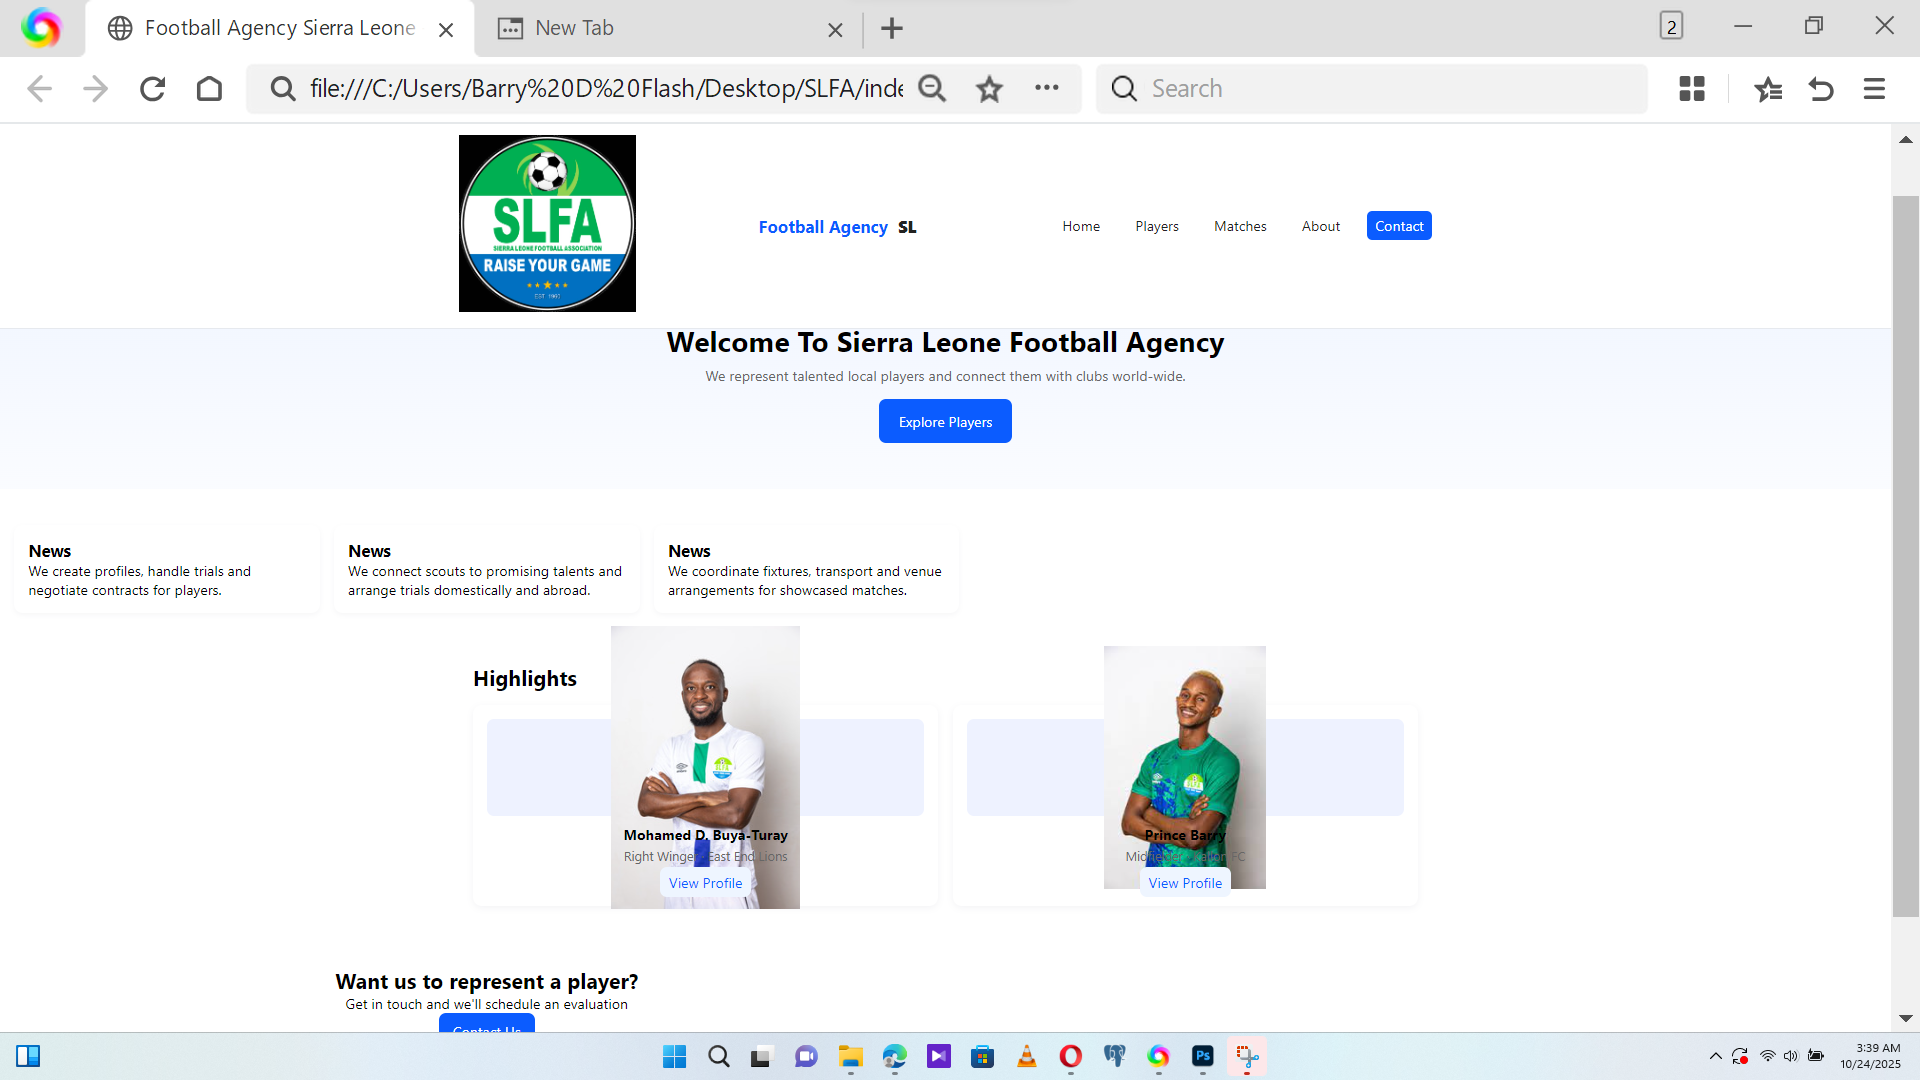 Football Agency Sierra Leone
New Tab
2
file:///C:/Users/Barry%20D%20Flash/Desktop/SLFA/inde
Search
SLFA
SIERRA LEONE FOOTBALL ASSOCIATION
RAISE YOUR GAME
Football Agency SL
Home
Players
Matches
About
Contact
Welcome To Sierra Leone Football Agency
We represent talented local players and connect them with clubs world-wide.
Explore Players
News
We create profiles, handle trials and
negotiate contracts for players.
News
We connect scouts to promising talents and
arrange trials domestically and abroad.
News
We coordinate fixtures, transport and venue
arrangements for showcased matches.
Highlights
Mohamed D. Buya-Turay
Right Winger East End Lions
View Profile
Prince Barry
FC
View Profile
Want us to represent a player?
Get in touch and we'll schedule an evaluation
Contact Us
Ps
3:39 AM
10/24/2025